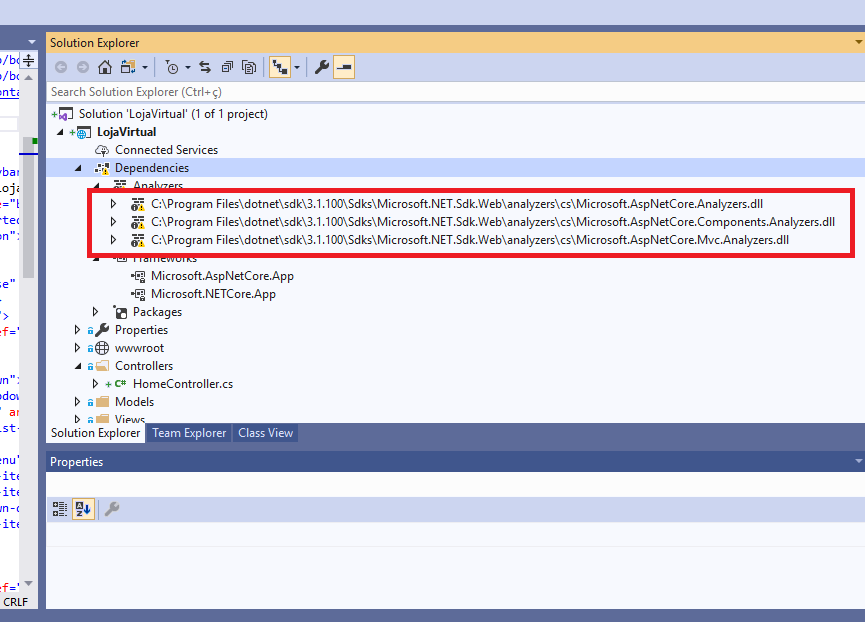 Solution Explorer
Search Solution Explorer (Ctrl+ç)
Solution 'LojaVirtual' (1 of 1 project)
LojaVirtual
Connected Services
Dependencies
Analyzers
C:\Program Files\dotnet\sdk\3.1.100\Sdks\Microsoft.NET.Sdk.Web\analyzers\cs\Microsoft.AspNetCore.Analyzers.dll
C:\Program Files\dotnet\sdk\3.1.100\Sdks\Microsoft.NET.Sdk.Web\analyzers\cs\Microsoft.AspNetCore.Components.Analyzers.dll
C:\Program Files\dotnet\sdk\3.1.100\Sdks\Microsoft.NET.Sdk.Web\analyzers\cs\Microsoft.AspNetCore.Mvc.Analyzers.dll
Frameworks
Microsoft.AspNetCore.App
Microsoft.NETCore.App
Packages
Properties
wwwroot
Controllers
C# HomeController.cs
Models
Views
Solution Explorer Team Explorer Class View
Properties
CRLF